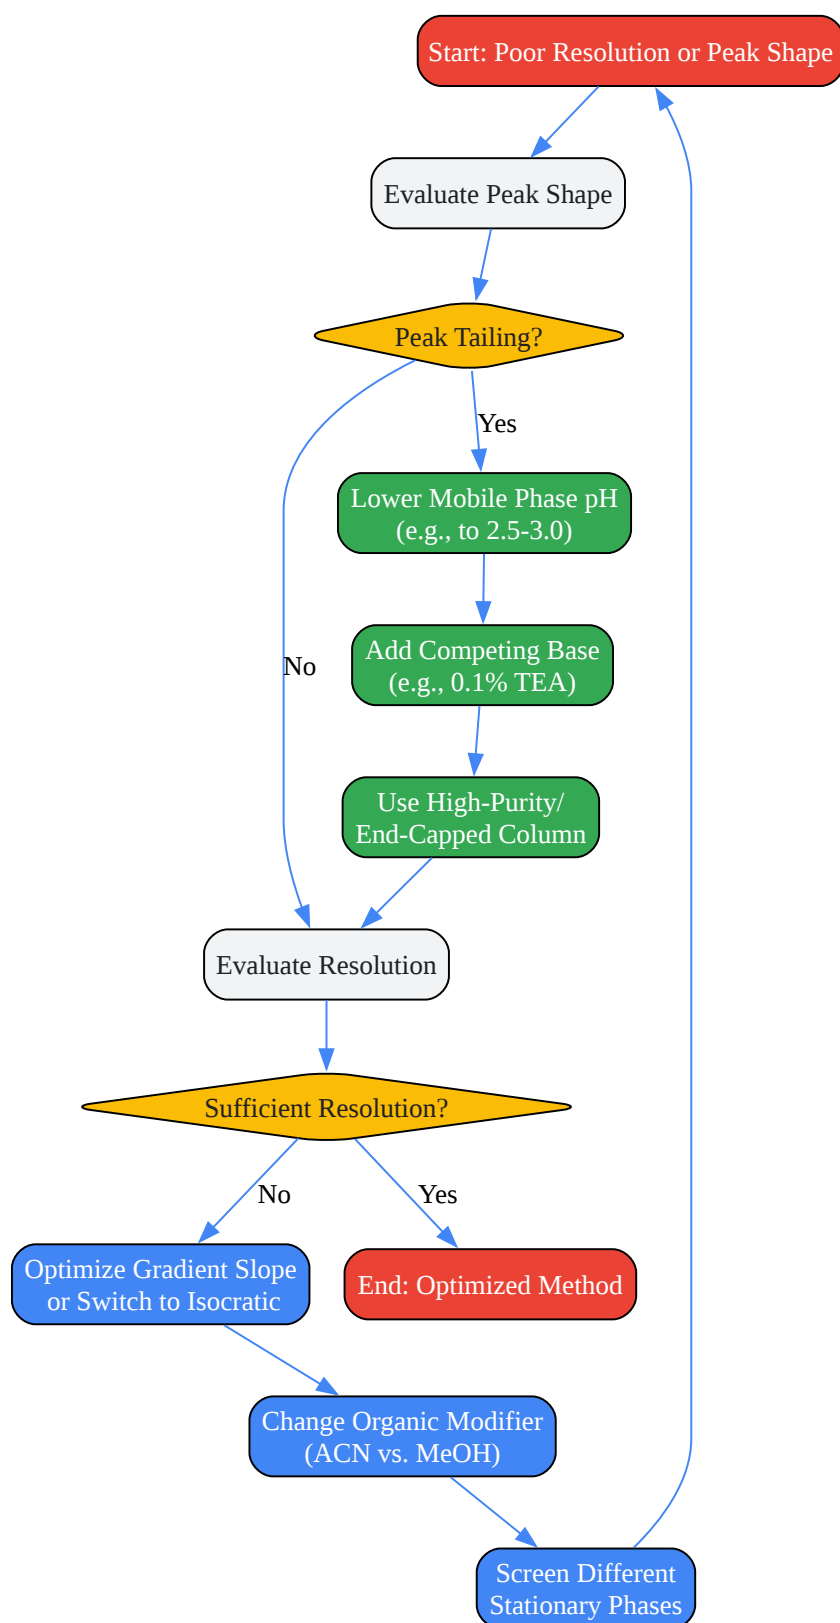 Start: Poor Resolution or Peak Shape
Evaluate Peak Shape
Peak Tailing?
Yes
Lower Mobile Phase pH
(e.g., to 2.5-3.0)
Add Competing Base
(e.g., 0.1% TEA)
No
Use High-Purity/
End-Capped Column
Evaluate Resolution
Sufficient Resolution?
No
Yes
Optimize Gradient Slope
or Switch to Isocratic
End: Optimized Method
Change Organic Modifier
(ACN vs. MeOH)
Screen Different
Stationary Phases